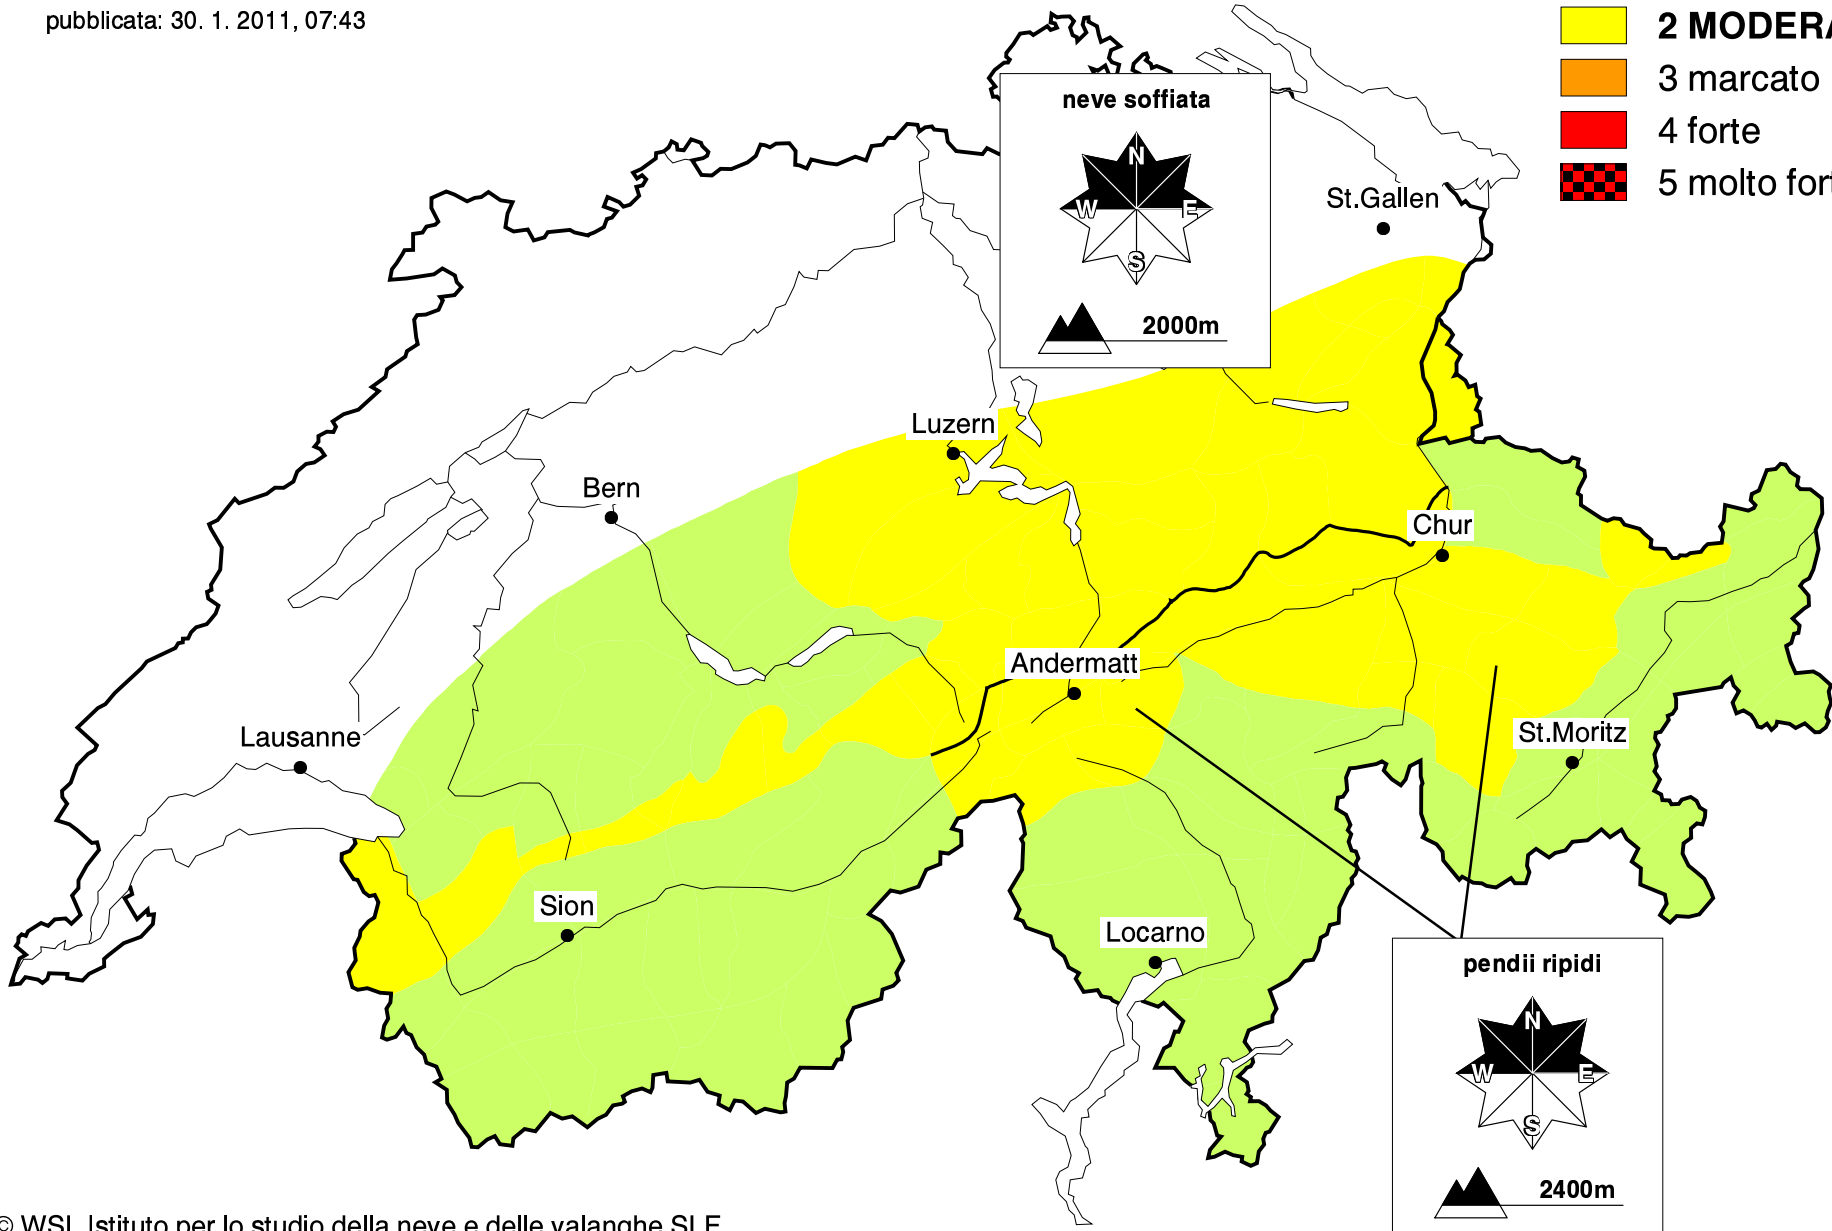 pubblicata: 30. 1. 2011, 07:43
2 MODERA
3 marcato
4 forte
5 molto fort
neve soffiata
N
W E
S
2000m
St.Gallen
Luzern
Bern
Chur
Andermatt
Lausanne
St.Moritz
Sion
Locarno
pendii ripidi
N
W E
S
2400m
© WSL Istituto per lo studio della neve e delle valanghe SLF